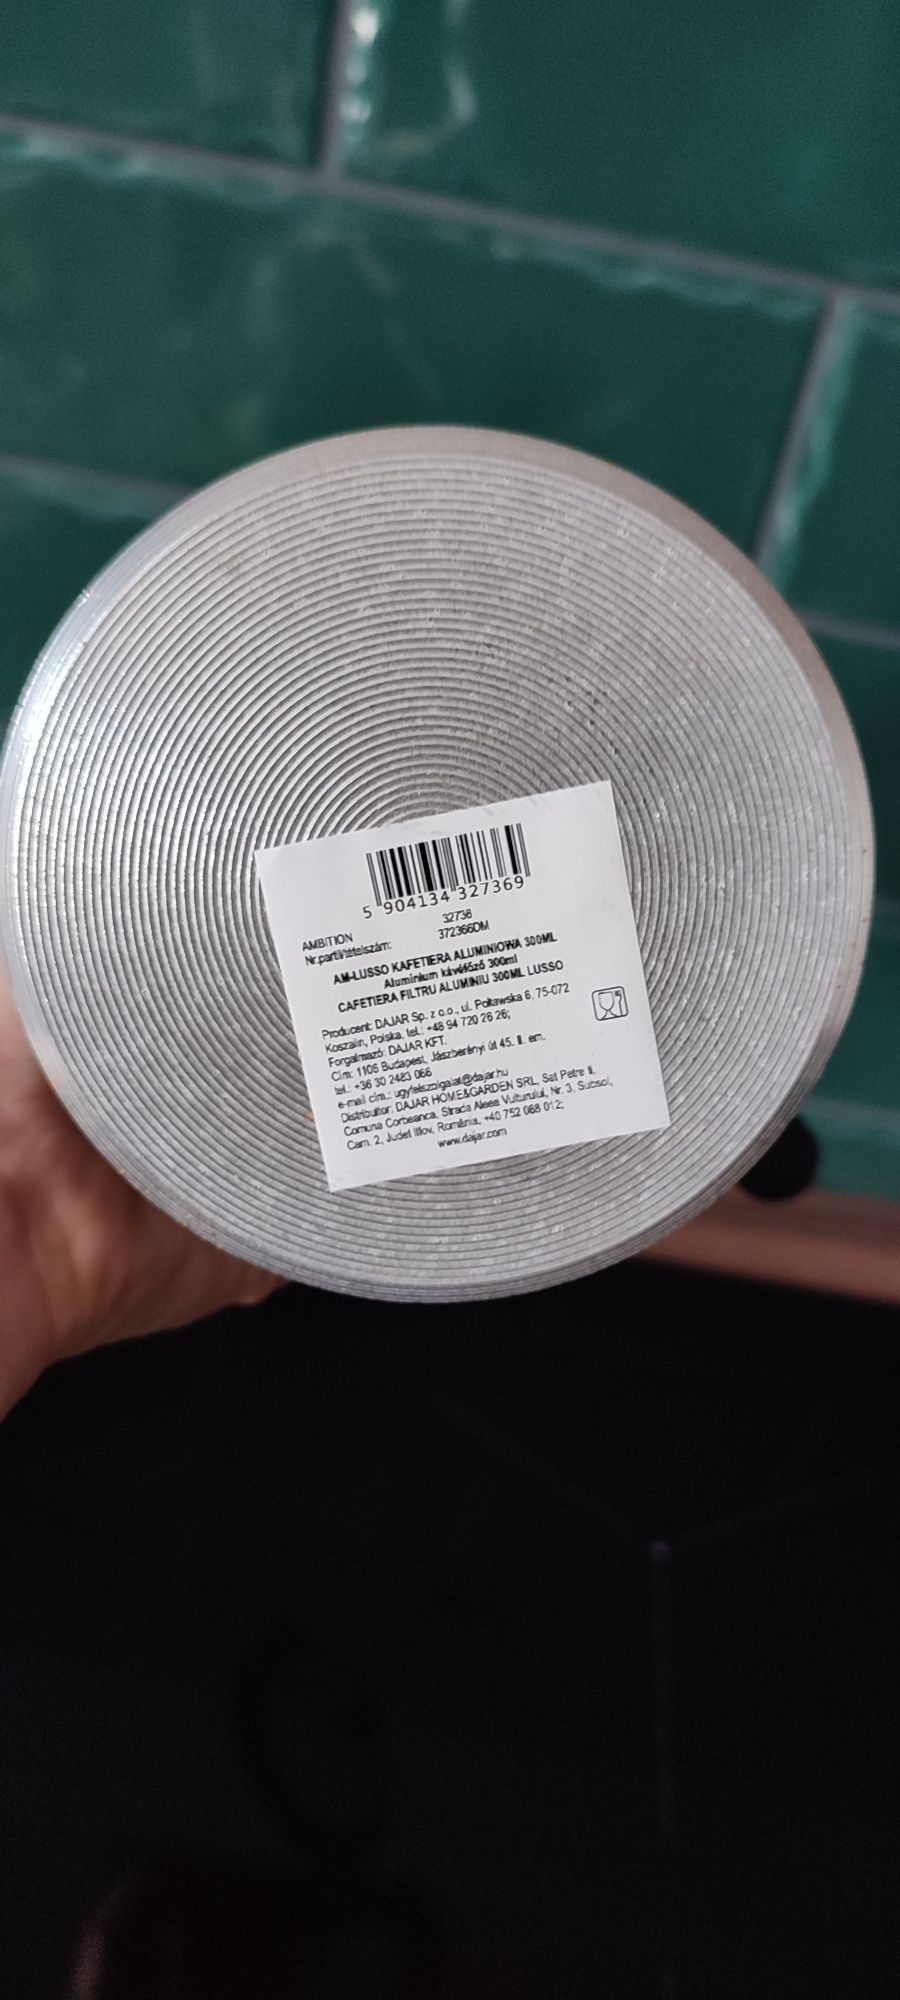 5 904134 327369
32736
AMBITION
372366DM
Nr.partii/tételszám:
AM-LUSSO KAFETIERA ALUMINIOWA 300ML
Alumínium kávéfőző 300ml
CAFETIERA FILTRU ALUMINIU 300ML LUSSO
Producent: DAJAR Sp. z o.o., ul. Połtawska 6, 75-072
Koszalin, Polska, tel.: +48 94 720 26 26;
Forgalmazó: DAJAR KFT.
Cím: 1106 Budapest, Jászberényi út 45. II. em.
tel.: +36 30 2483 066
e-mail cím.: ugyfelszolgalat@dajar.hu
Distribuitor: DAJAR HOME&GARDEN SRL, Sat Petre II,
Comuna Corbeanca, Strada Aleea Vulturului, Nr. 3, Subsol,
Cam. 2, Judet Ilfov, România, +40 752 068 012;
www.dajar.com